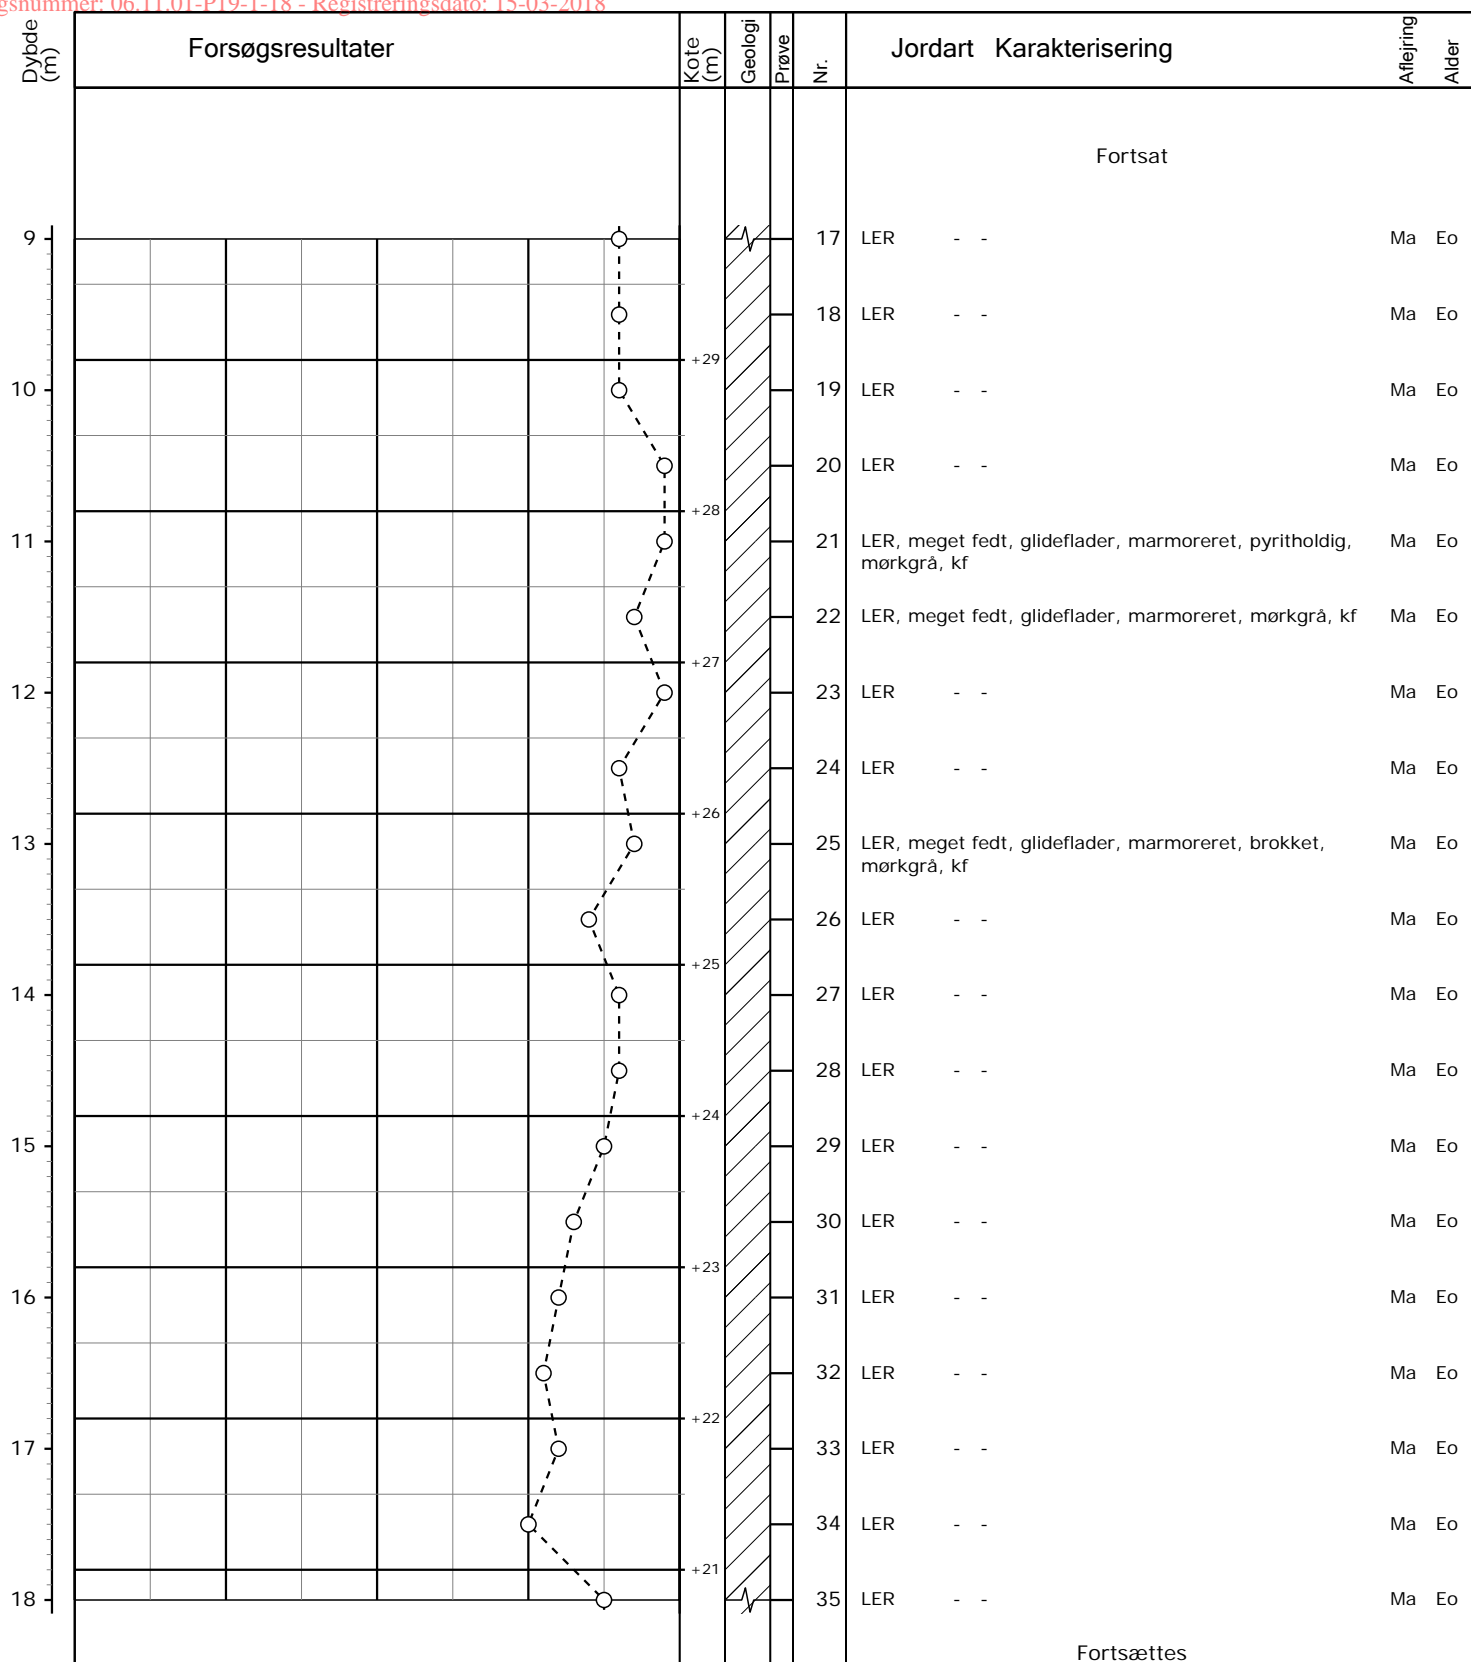 gsnummer: 06.11.01-P19-1-18 - Registreringsdato: 15-03-2018
Dybde (m) Forsøgsresultater Kote (m) Geologi Prøve Nr. Jordart Karakterisering Aflejring Alder
Fortsat
9 17 LER - - Ma Eo
18 LER - - Ma Eo
+29
10 19 LER - - Ma Eo
20 LER - - Ma Eo
+28
11 21 LER, meget fedt, glideflader, marmoreret, pyritholdig, Ma Eo
mørkgrå, kf
22 LER, meget fedt, glideflader, marmoreret, mørkgrå, kf Ma Eo
+27
12 23 LER - - Ma Eo
24 LER - - Ma Eo
+26
13 25 LER, meget fedt, glideflader, marmoreret, brokket, Ma Eo
mørkgrå, kf
26 LER - - Ma Eo
+25
14 27 LER - - Ma Eo
28 LER - - Ma Eo
+24
15 29 LER - - Ma Eo
30 LER - - Ma Eo
+23
16 31 LER - - Ma Eo
32 LER - - Ma Eo
+22
17 33 LER - - Ma Eo
34 LER - - Ma Eo
+21
18 35 LER - - Ma Eo
Fortsættes